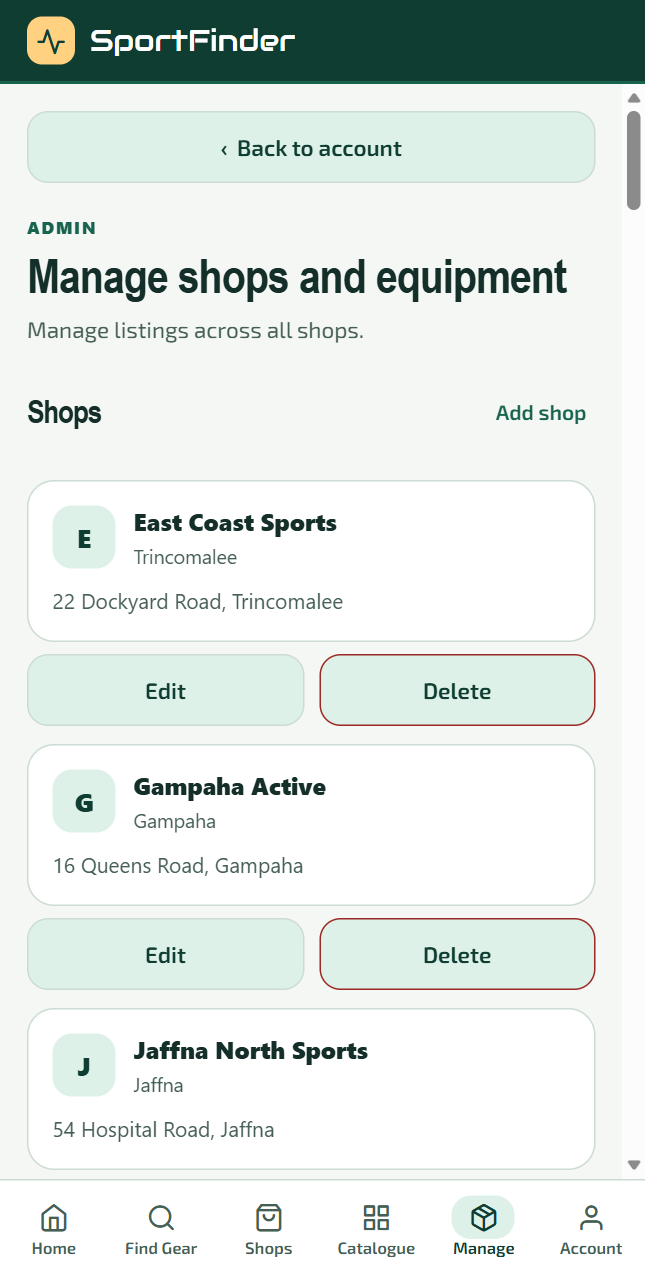 SportFinder
‹ Back to account
ADMIN
Manage shops and equipment
Manage listings across all shops.
Shops
Add shop
E
East Coast Sports
Trincomalee
22 Dockyard Road, Trincomalee
Edit
Delete
G
Gampaha Active
Gampaha
16 Queens Road, Gampaha
Edit
Delete
J
Jaffna North Sports
Jaffna
54 Hospital Road, Jaffna
Home
Find Gear
Shops
Catalogue
Manage
Account